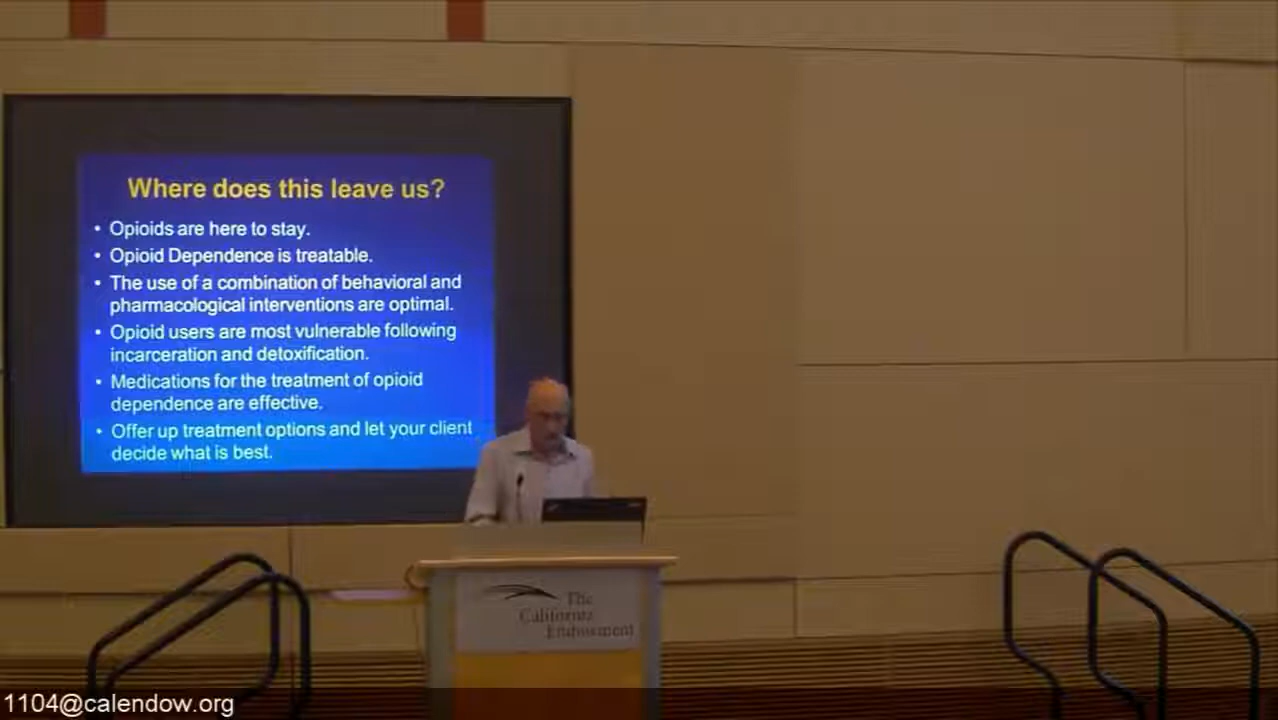 Where does this leave us?
• Opioids are here to stay.
• Opioid Dependence is treatable.
• The use of a combination of behavioral and
pharmacological interventions are optimal.
• Opioid users are most vulnerable following
incarceration and detoxification.
• Medications for the treatment of opioid
dependence are effective.
• Offer up treatment options and let your client
decide what is best.
The
California
Endowment
1104@calendow.org